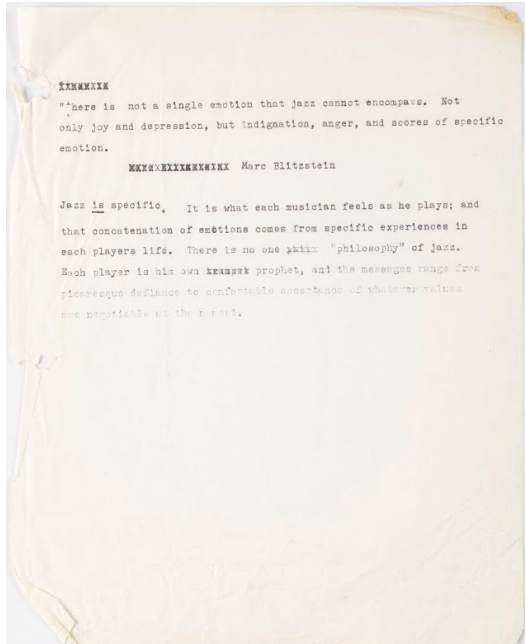 "There is not a single emotion that jazz cannot encompass. Not
only joy and depression, but indignation, anger, and scores of specific
emotion.
Marc Blitzstein
Jazz is specific. It is what each musician feels as he plays; and
that concatenation of emotions comes from specific experiences in
each players life. There is no one "philosophy" of jazz.
Each player is his own prophet, and the messages range from
picaresque defiance to comfortable acceptance of whatever values
are negotiable at the moment.